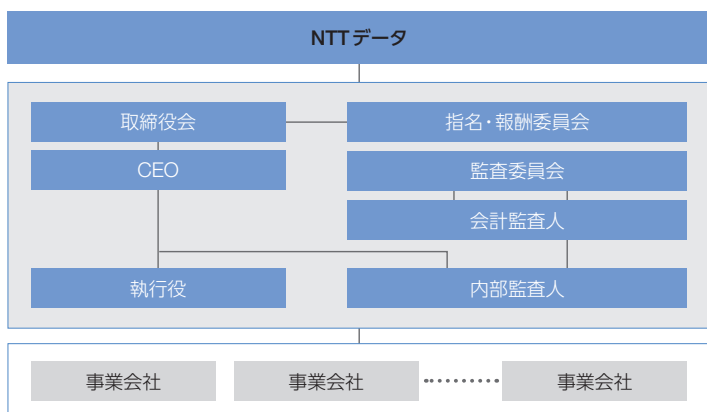 NTTデータ
取締役会
指名・報酬委員会
CEO
監査委員会
会計監査人
執行役
内部監査人
事業会社
事業会社
事業会社